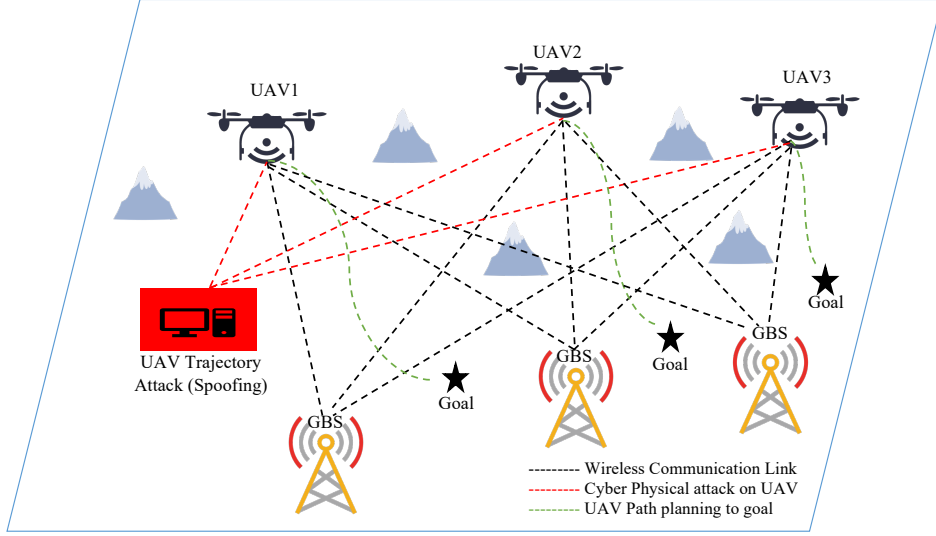 UAV2
UAV3
UAV1
Goal
GBS
UAV Trajectory
Attack (Spoofing)
GBS
Goal
Goal
GBS
Wireless Communication Link
Cyber Physical attack on UAV
UAV Path planning to goal